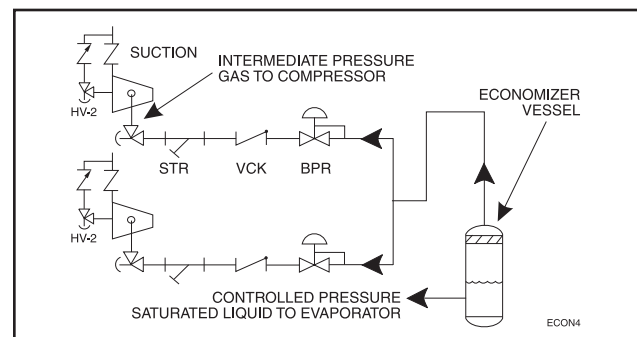 SUCTION
INTERMEDIATE PRESSURE
GAS TO COMPRESSOR
HV-2
ECONOMIZER
VESSEL
STR
VCK
BPR
HV-2
CONTROLLED PRESSURE
SATURATED LIQUID TO EVAPORATOR
ECON4